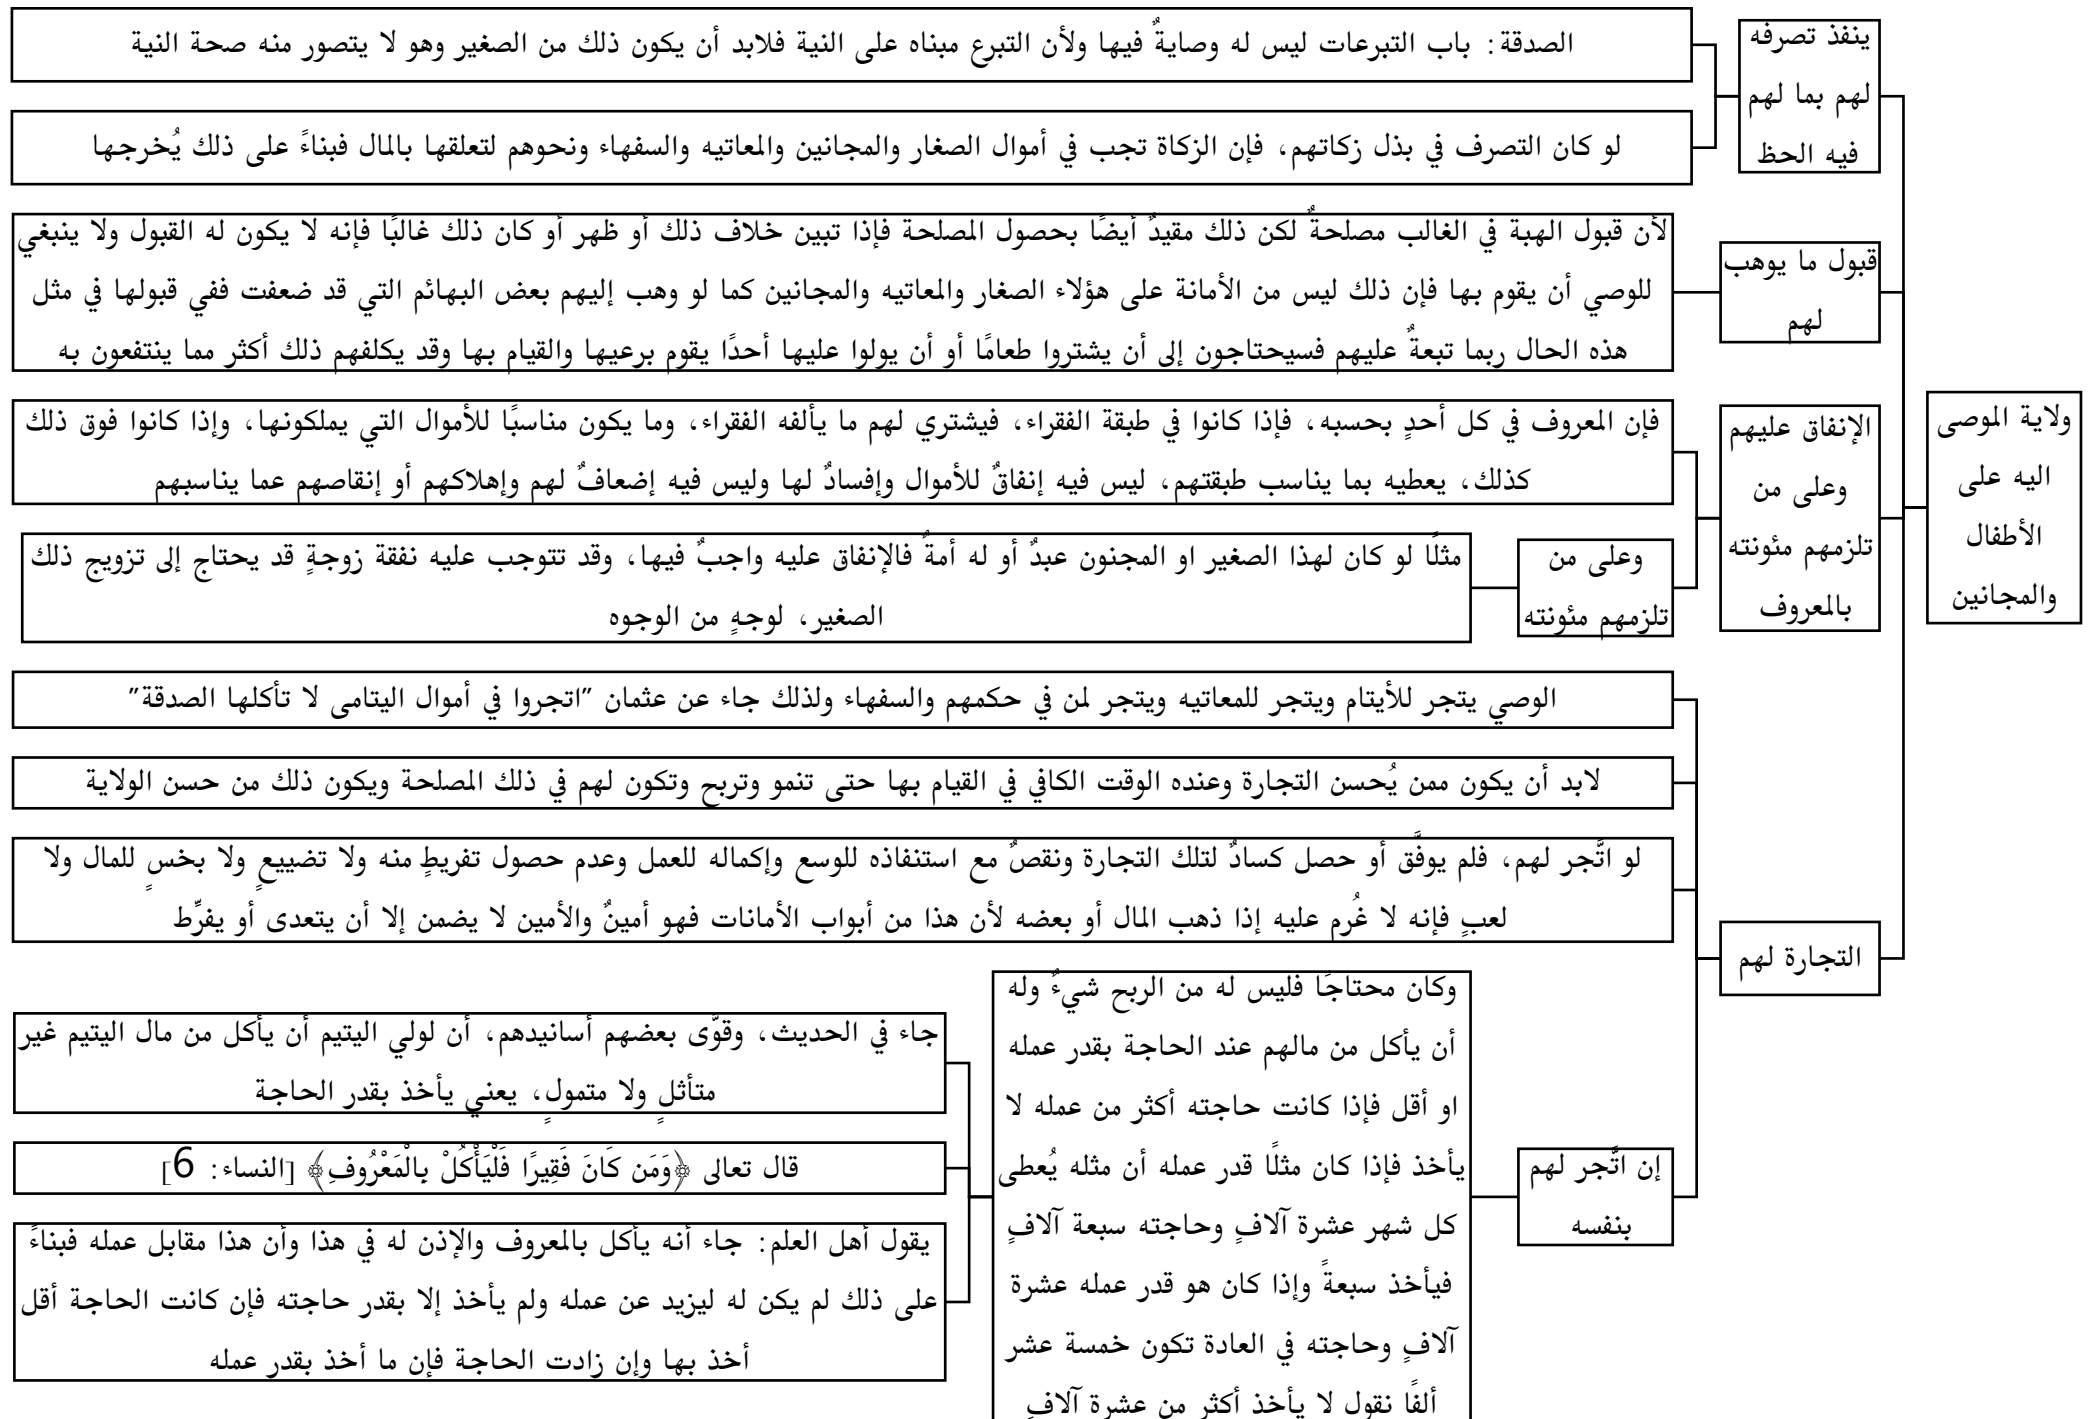 ولاية الموصى
اليه على
الأطفال
والمجانين
ينفذ تصرفه
لهم بما لهم
فيه الحظ
الصدقة: باب التبرعات ليس له وصايةٌ فيها ولأن التبرع مبناه على النية فلابد أن يكون ذلك من الصغير وهو لا يتصور منه صحة النية
لو كان التصرف في بذل زكاتهم، فإن الزكاة تجب في أموال الصغار والمجانين والمعاتيه والسفهاء ونحوهم لتعلقها بالمال فبناءً على ذلك يُخرجها
قبول ما يوهب
لهم
لأن قبول الهبة في الغالب مصلحةٌ لكن ذلك مقيدٌ أيضًا بحصول المصلحة فإذا تبين خلاف ذلك أو ظهر أو كان ذلك غالبًا فإنه لا يكون له القبول ولا ينبغي
للوصي أن يقوم بها فإن ذلك ليس من الأمانة على هؤلاء الصغار والمعاتيه والمجانين كما لو وهب إليهم بعض البهائم التي قد ضعفت ففي قبولها في مثل
هذه الحال ربما تبعةٌ عليهم فسيحتاجون إلى أن يشتروا طعامًا أو أن يولوا عليها أحدًا يقوم برعيها والقيام بها وقد يكلفهم ذلك أكثر مما ينتفعون به
الإنفاق عليهم
وعلى من
تلزمهم مئونته
بالمعروف
فإن المعروف في كل أحدٍ بحسبه، فإذا كانوا في طبقة الفقراء، فيشتري لهم ما يألفه الفقراء، وما يكون مناسبًا للأموال التي يملكونها، وإذا كانوا فوق ذلك
كذلك، يعطيه بما يناسب طبقتهم، ليس فيه إنفاقٌ للأموال وإفسادٌ لها وليس فيه إضعافٌ لهم وإهلاكهم أو إنقاصهم عما يناسبهم
وعلى من
تلزمهم مئونته
مثلًا لو كان لهذا الصغير او المجنون عبدٌ أو له أمةٌ فالإنفاق عليه واجبٌ فيها، وقد تتوجب عليه نفقة زوجةٍ قد يحتاج إلى تزويج ذلك
الصغير، لوجهٍ من الوجوه
التجارة لهم
الوصي يتجر للأيتام ويتجر للمعاتيه ويتجر لمن في حكمهم والسفهاء ولذلك جاء عن عثمان "اتجروا في أموال اليتامى لا تأكلها الصدقة"
لابد أن يكون ممن يُحسن التجارة وعنده الوقت الكافي في القيام بها حتى تنمو وتربح وتكون لهم في ذلك المصلحة ويكون ذلك من حسن الولاية
لو اتَّجر لهم، فلم يوفَّق أو حصل كسادٌ لتلك التجارة ونقصٌ مع استنفاذه للوسع وإكماله للعمل وعدم حصول تفريطٍ منه ولا تضييعٍ ولا بخسٍ للمال ولا
لعبٍ فإنه لا غُرم عليه إذا ذهب المال أو بعضه لأن هذا من أبواب الأمانات فهو أمينٌ والأمين لا يضمن إلا أن يتعدى أو يفرِّط
إن اتَّجر لهم
بنفسه
وكان محتاجًا فليس له من الربح شيءٌ وله
أن يأكل من مالهم عند الحاجة بقدر عمله
او أقل فإذا كانت حاجته أكثر من عمله لا
يأخذ فإذا كان مثلًا قدر عمله أن مثله يُعطى
كل شهر عشرة آلافٍ وحاجته سبعة آلافٍ
فيأخذ سبعةً وإذا كان هو قدر عمله عشرة
آلافٍ وحاجته في العادة تكون خمسة عشر
ألفًا نقول لا يأخذ أكثر من عشرة آلافٍ
جاء في الحديث، وقوَّى بعضهم أسانيدهم، أن لولي اليتيم أن يأكل من مال اليتيم غير
متأثلٍ ولا متمولٍ، يعني يأخذ بقدر الحاجة
قال تعالى ﴿وَمَن كَانَ فَقِيرًا فَلْيَأْكُلْ بِالْمَعْرُوفِ﴾ [النساء: 6]
يقول أهل العلم: جاء أنه يأكل بالمعروف والإذن له في هذا وأن هذا مقابل عمله فبناءً
على ذلك لم يكن له ليزيد عن عمله ولم يأخذ إلا بقدر حاجته فإن كانت الحاجة أقل
أخذ بها وإن زادت الحاجة فإن ما أخذ بقدر عمله